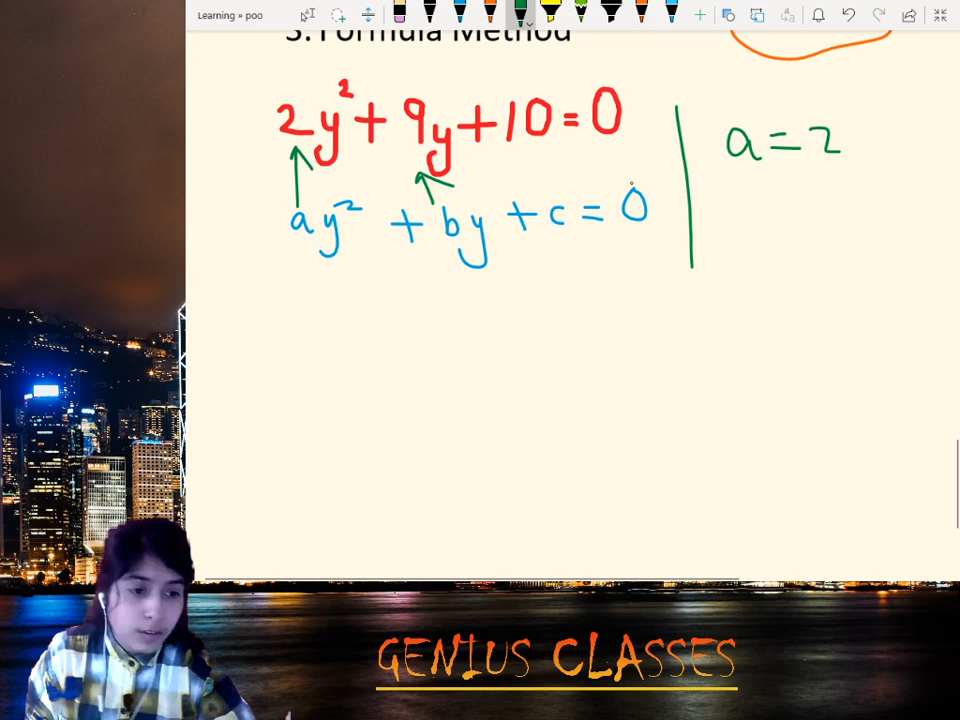 Learning » poo
3. Formula Method
2y² + 9y + 10 = 0
a = 2
ay² + by + c = 0
GENIUS CLASSES